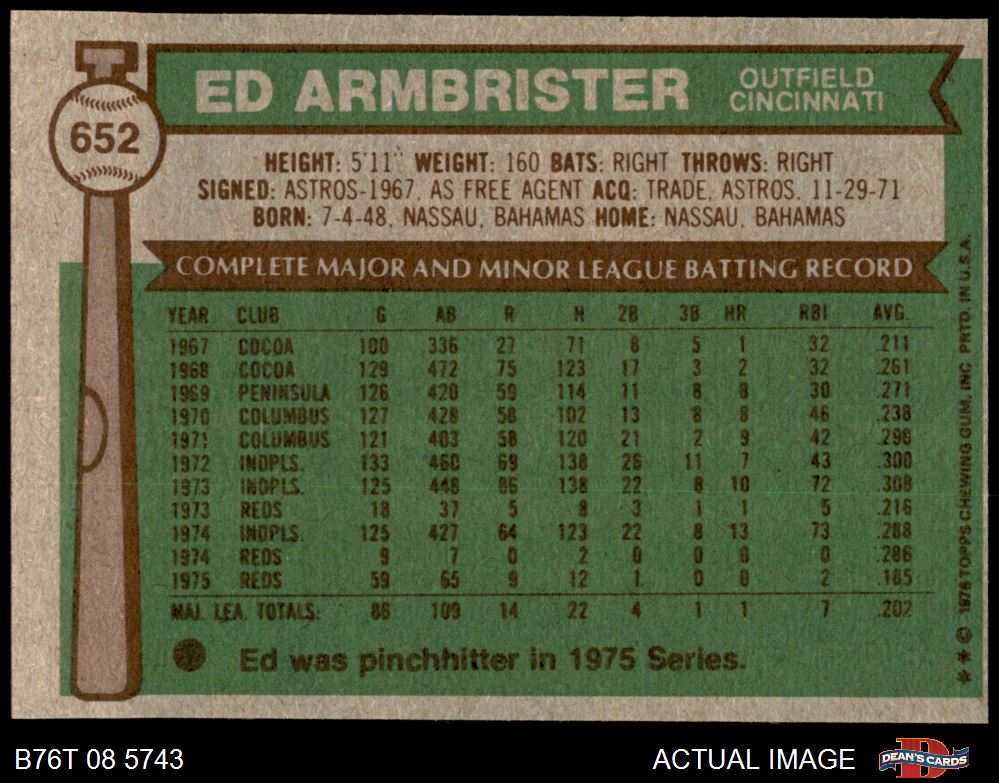 652
ED ARMBRISTER
OUTFIELD
CINCINNATI
HEIGHT: 5'11" WEIGHT: 160 BATS: RIGHT THROWS: RIGHT
SIGNED: ASTROS-1967, AS FREE AGENT ACQ: TRADE, ASTROS, 11-29-71
BORN: 7-4-48, NASSAU, BAHAMAS HOME: NASSAU, BAHAMAS
COMPLETE MAJOR AND MINOR LEAGUE BATTING RECORD
YEAR CLUB G AB R H 2B 3B HR RBI AVG.
1967 COCOA 100 336 27 71 8 5 1 32 .211
1968 COCOA 129 472 75 123 17 3 2 32 .261
1969 PENINSULA 126 420 59 114 11 8 8 30 .271
1970 COLUMBUS 127 428 58 102 13 8 8 46 .238
1971 COLUMBUS 121 403 58 120 21 2 9 42 .298
1972 INDPLS. 133 460 69 138 26 11 7 43 .300
1973 INDPLS. 125 448 86 138 22 8 10 72 .308
1973 REDS 18 37 5 8 3 1 1 5 .216
1974 INDPLS. 125 427 64 123 22 8 13 73 .288
1974 REDS 9 7 0 2 0 0 0 0 .286
1975 REDS 59 65 9 12 1 0 0 2 .185
MAJ. LEA. TOTALS: 86 109 14 22 4 1 1 7 .202
Ed was pinchhitter in 1975 Series.
** © 1976 TOPPS CHEWING GUM, INC PRTD. IN U.S.A.
B76T 08 5743
ACTUAL IMAGE
DEAN'S CARDS